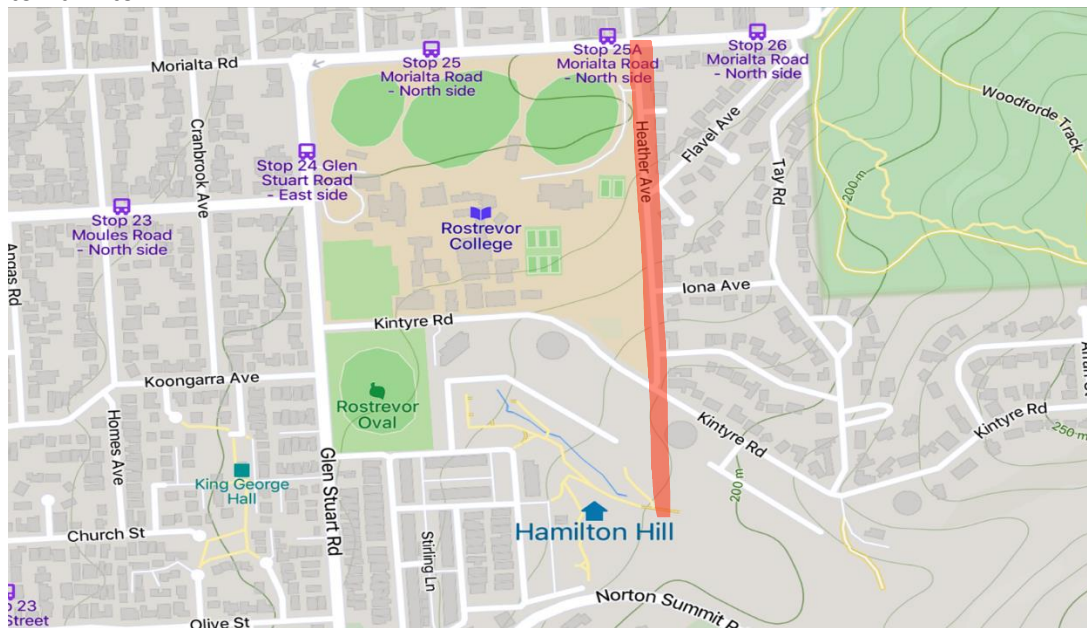 Morialta Rd
Stop 25
Morialta Road
- North side
Stop 25A
Morialta Road
- North side
Stop 26
Morialta Road
- North side
Woodforde Track
Cranbrook Ave
Heather Ave
Flavel Ave
Tay Rd
200 m
Stop 24 Glen
Stuart Road
- East side
Stop 23
Moules Road
- North side
Rostrevor
College
Angas Rd
Iona Ave
Kintyre Rd
Koongarra Ave
Rostrevor
Oval
Homes Ave
Kintyre Rd
Kintyre Rd
250 m
200 m
King George
Hall
Glen Stuart Rd
Hamilton Hill
Church St
Stirling Ln
23
Street
Norton Summit
Olive St